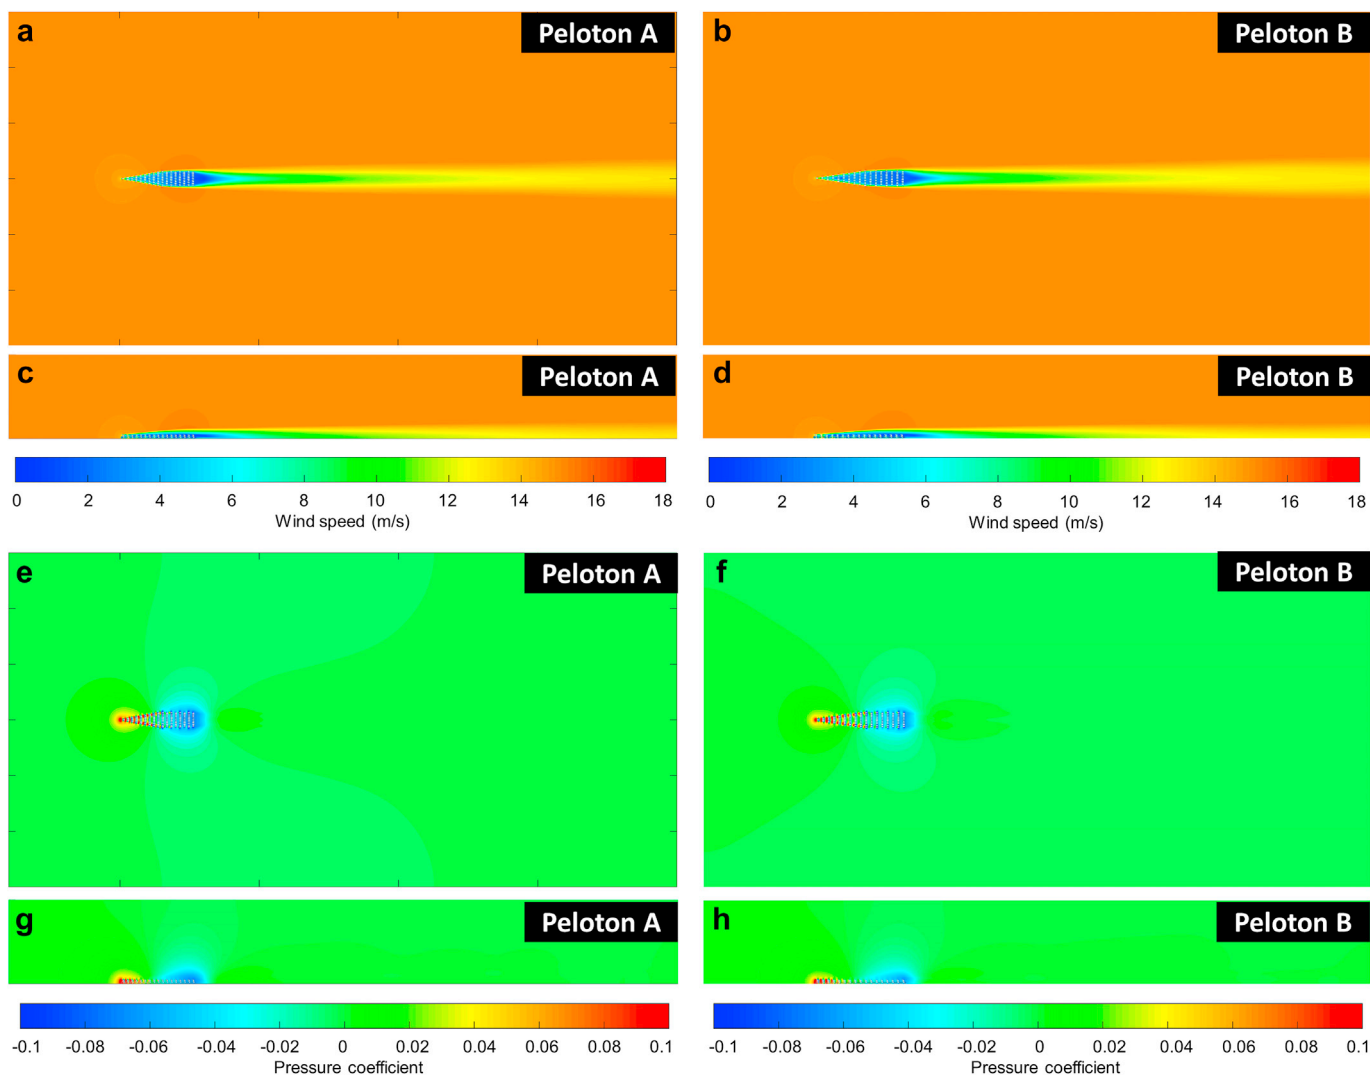 a Peloton A
b Peloton B
c Peloton A
d Peloton B
0 2 4 6 8 10 12 14 16 18
Wind speed (m/s)
0 2 4 6 8 10 12 14 16 18
Wind speed (m/s)
e Peloton A
f Peloton B
g Peloton A
h Peloton B
-0.1 -0.08 -0.06 -0.04 -0.02 0 0.02 0.04 0.06 0.08 0.1
Pressure coefficient
-0.1 -0.08 -0.06 -0.04 -0.02 0 0.02 0.04 0.06 0.08 0.1
Pressure coefficient